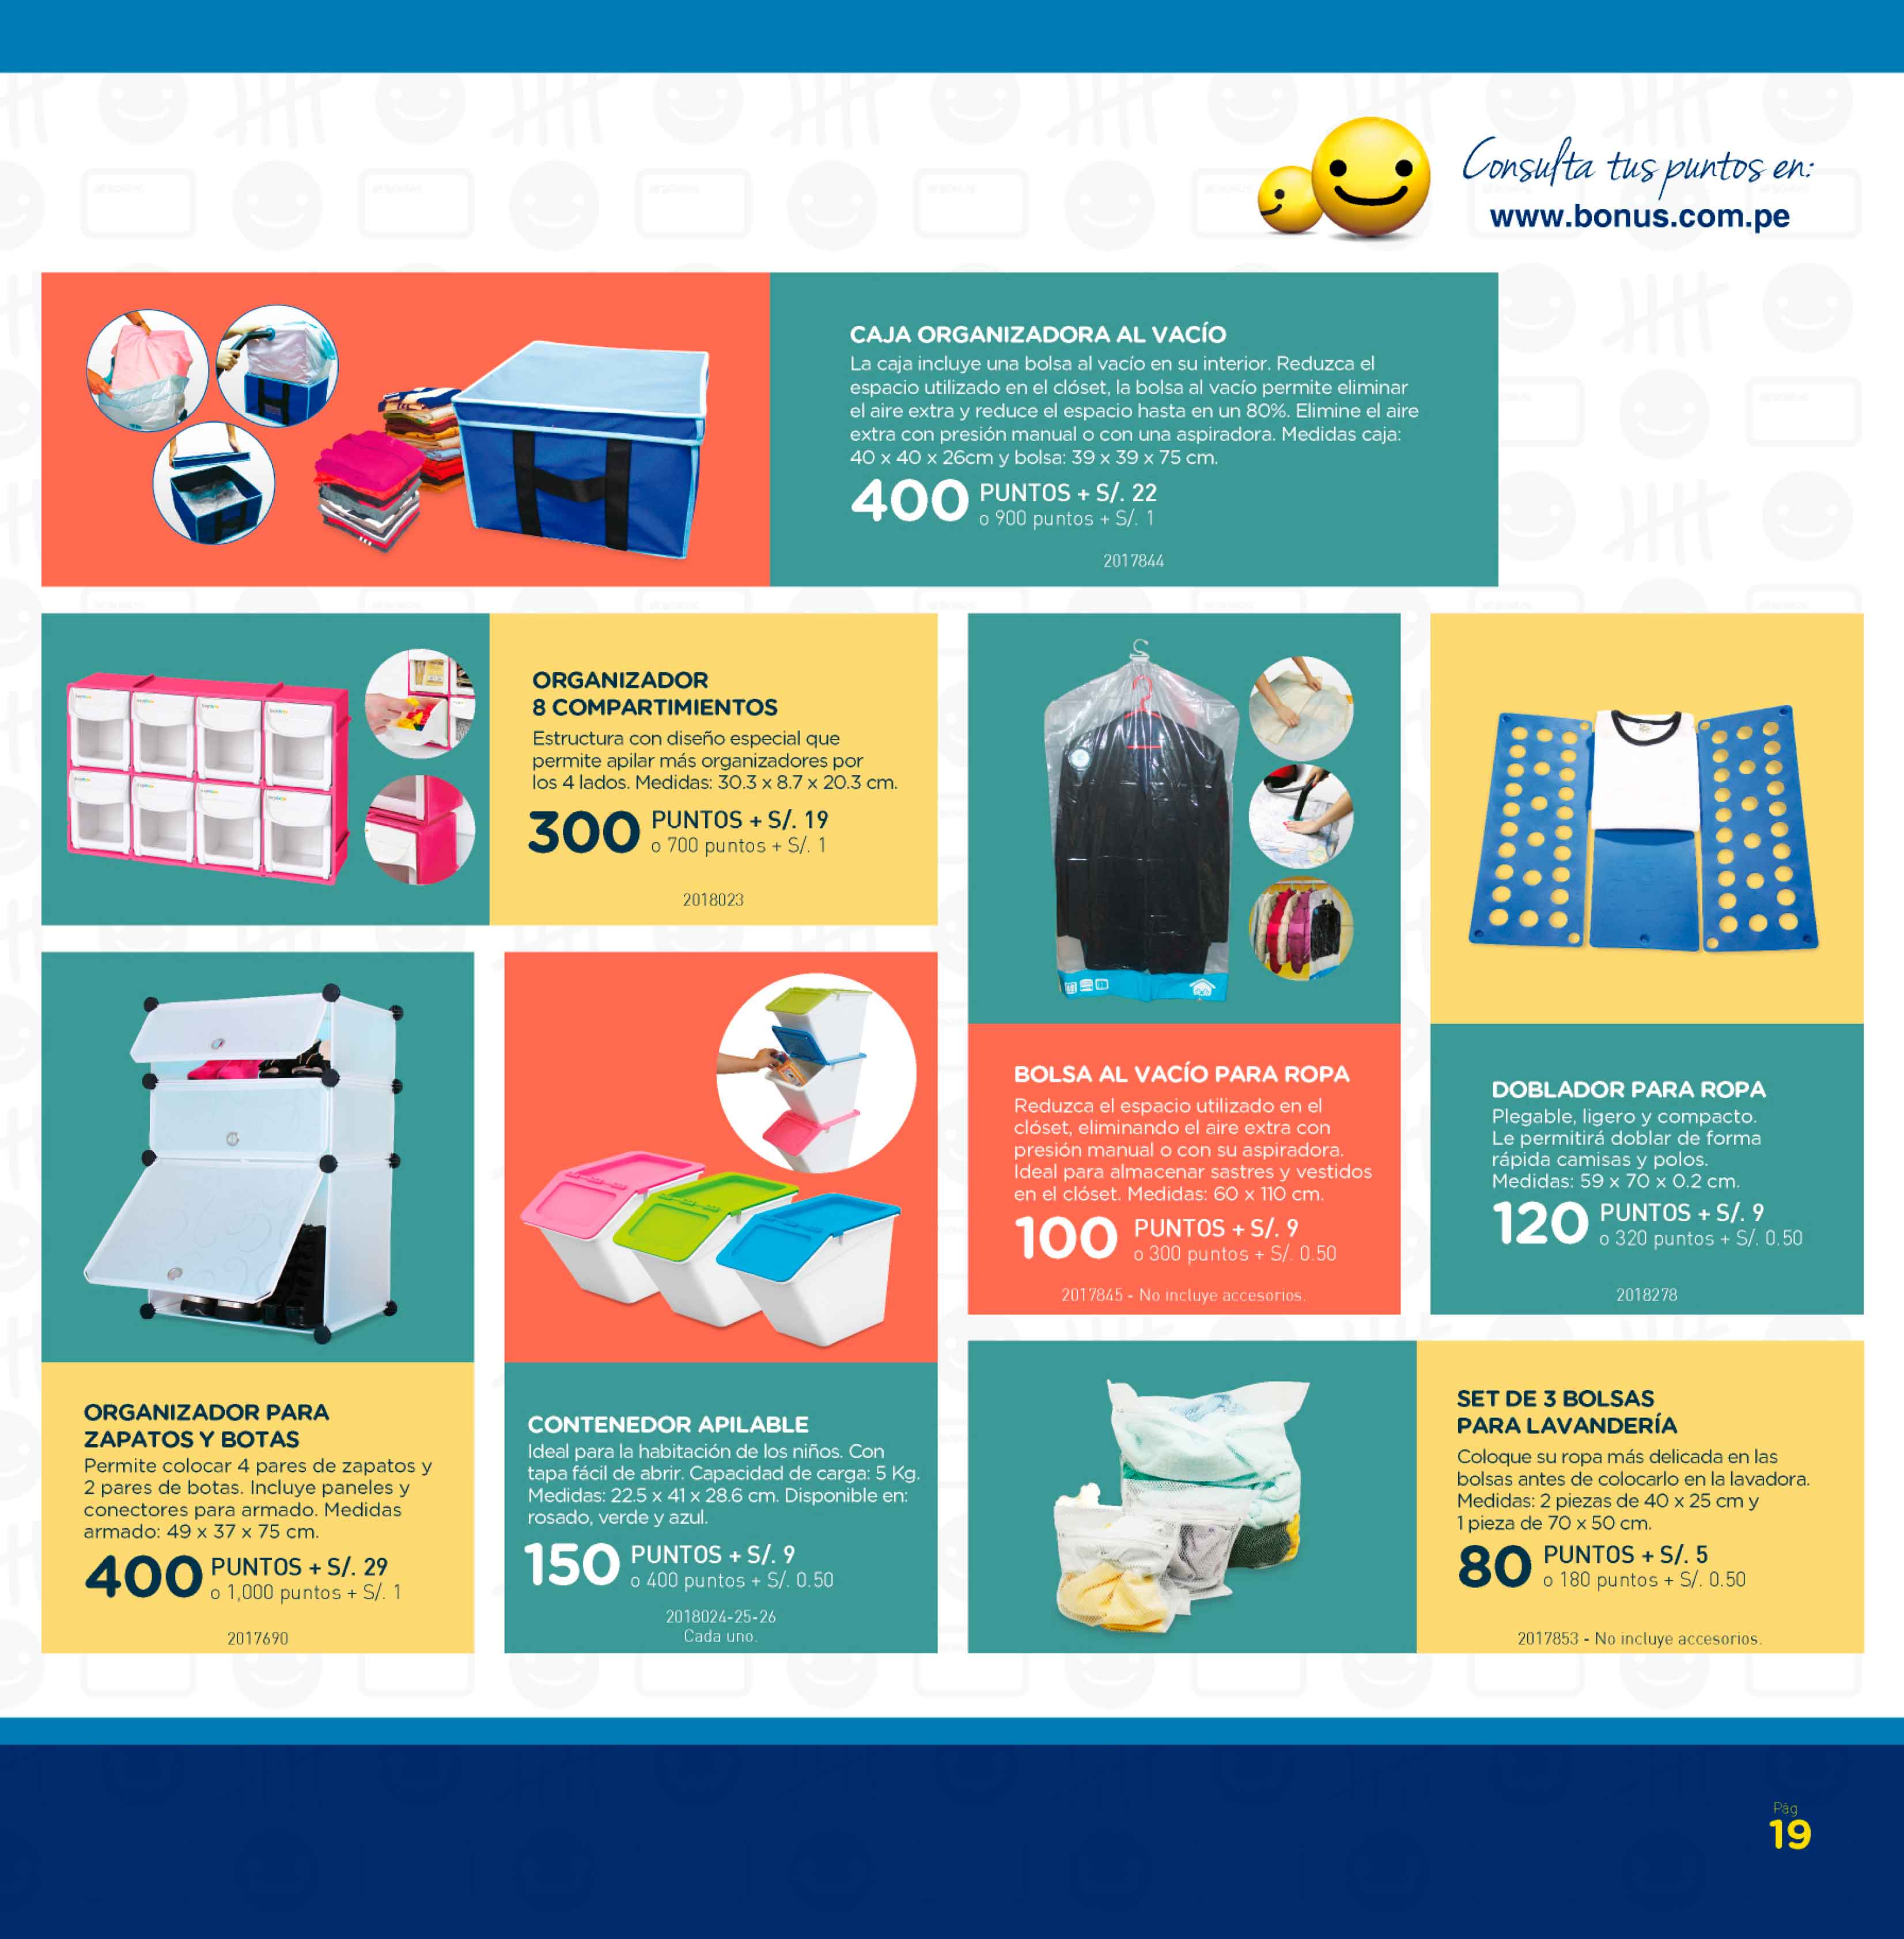 Consulta tus puntos en:
www.bonus.com.pe
CAJA ORGANIZADORA AL VACÍO
La caja incluye una bolsa al vacío en su interior. Reduzca el
espacio utilizado en el clóset, la bolsa al vacío permite eliminar
el aire extra y reduce el espacio hasta en un 80%. Elimine el aire
extra con presión manual o con una aspiradora. Medidas caja:
40 x 40 x 26cm y bolsa: 39 x 39 x 75 cm.
400 PUNTOS + S/. 22
o 900 puntos + S/. 1
2017844
ORGANIZADOR
8 COMPARTIMIENTOS
Estructura con diseño especial que
permite apilar más organizadores por
los 4 lados. Medidas: 30.3 x 8.7 x 20.3 cm.
300 PUNTOS + S/. 19
o 700 puntos + S/. 1
2018023
BOLSA AL VACÍO PARA ROPA
Reduzca el espacio utilizado en el
clóset, eliminando el aire extra con
presión manual o con su aspiradora.
Ideal para almacenar sastres y vestidos
en el clóset. Medidas: 60 x 110 cm.
100 PUNTOS + S/. 9
o 300 puntos + S/. 0.50
2017845 - No incluye accesorios.
DOBLADOR PARA ROPA
Plegable, ligero y compacto.
Le permitirá doblar de forma
rápida camisas y polos.
Medidas: 59 x 70 x 0.2 cm.
120 PUNTOS + S/. 9
o 320 puntos + S/. 0.50
2018278
ORGANIZADOR PARA
ZAPATOS Y BOTAS
Permite colocar 4 pares de zapatos y
2 pares de botas. Incluye paneles y
conectores para armado. Medidas
armado: 49 x 37 x 75 cm.
400 PUNTOS + S/. 29
o 1,000 puntos + S/. 1
2017690
CONTENEDOR APILABLE
Ideal para la habitación de los niños. Con
tapa fácil de abrir. Capacidad de carga: 5 Kg.
Medidas: 22.5 x 41 x 28.6 cm. Disponible en:
rosado, verde y azul.
150 PUNTOS + S/. 9
o 400 puntos + S/. 0.50
2018024-25-26
Cada uno.
SET DE 3 BOLSAS
PARA LAVANDERÍA
Coloque su ropa más delicada en las
bolsas antes de colocarlo en la lavadora.
Medidas: 2 piezas de 40 x 25 cm y
1 pieza de 70 x 50 cm.
80 PUNTOS + S/. 5
o 180 puntos + S/. 0.50
2017853 - No incluye accesorios.
Pág
19